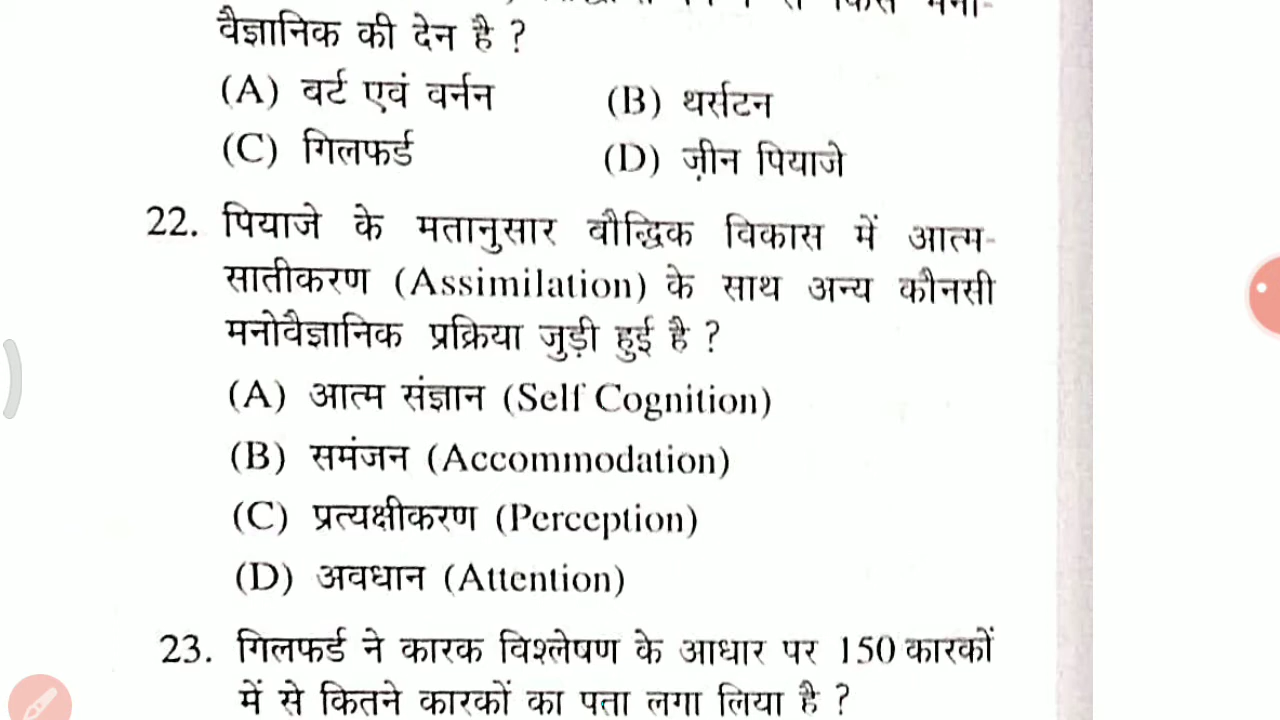 वैज्ञानिक की देन है ?
(A) बर्ट एवं वर्नन (B) थर्सटन
(C) गिलफर्ड (D) ज़ीन पियाजे
22. पियाजे के मतानुसार बौद्धिक विकास में आत्म-
सातीकरण (Assimilation) के साथ अन्य कौनसी
मनोवैज्ञानिक प्रक्रिया जुड़ी हुई है ?
(A) आत्म संज्ञान (Self Cognition)
(B) समंजन (Accommodation)
(C) प्रत्यक्षीकरण (Perception)
(D) अवधान (Attention)
23. गिलफर्ड ने कारक विश्लेषण के आधार पर 150 कारकों
में से कितने कारकों का पता लगा लिया है ?